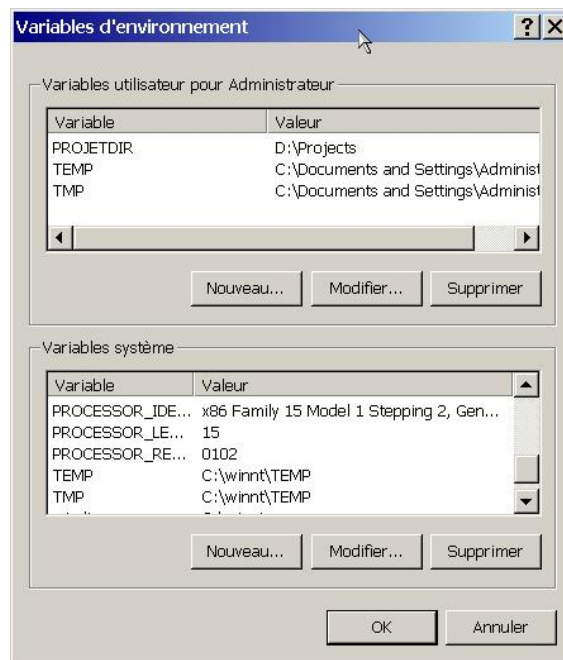 Variables d'environnement
Variables utilisateur pour Administrateur
Variable Valeur
PROJETDIR D:\Projects
TEMP C:\Documents and Settings\Administ
TMP C:\Documents and Settings\Administ
Nouveau... Modifier... Supprimer
Variables système
Variable Valeur
PROCESSOR_IDE... x86 Family 15 Model 1 Stepping 2, Gen...
PROCESSOR_LE... 15
PROCESSOR_RE... 0102
TEMP C:\winnt\TEMP
TMP C:\winnt\TEMP
Nouveau... Modifier... Supprimer
OK Annuler